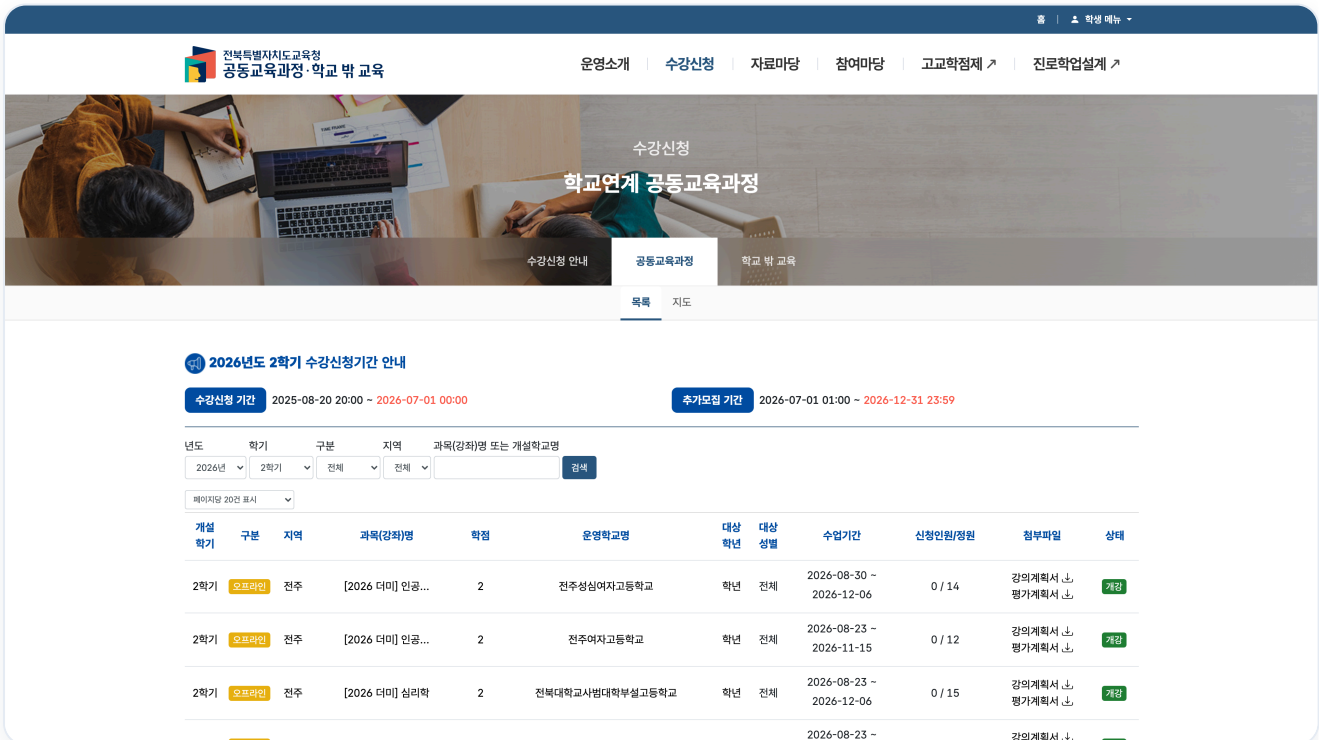 홈 | 학생 메뉴
전북특별자치도교육청
공동교육과정·학교 밖 교육
운영소개 수강신청 자료마당 참여마당 고교학점제 ↗ 진로학업설계 ↗
수강신청
학교연계 공동교육과정
수강신청 안내 공동교육과정 학교 밖 교육
목록 지도
2026년도 2학기 수강신청기간 안내
수강신청 기간 2025-08-20 20:00 ~ 2026-07-01 00:00 추가모집 기간 2026-07-01 01:00 ~ 2026-12-31 23:59
년도 학기 구분 지역 과목(강좌)명 또는 개설학교명
2026년 2학기 전체 전체 검색
페이지당 20건 표시
개설 학기 구분 지역 과목(강좌)명 학점 운영학교명 대상 학년 대상 성별 수업기간 신청인원/정원 첨부파일 상태
2학기 오프라인 전주 [2026 더미] 인공... 2 전주성심여자고등학교 학년 전체 2026-08-30 ~ 2026-12-06 0 / 14 강의계획서 평가계획서 개강
2학기 오프라인 전주 [2026 더미] 인공... 2 전주여자고등학교 학년 전체 2026-08-23 ~ 2026-11-15 0 / 12 강의계획서 평가계획서 개강
2학기 오프라인 전주 [2026 더미] 심리학 2 전북대학교사범대학부설고등학교 학년 전체 2026-08-23 ~ 2026-12-06 0 / 15 강의계획서 평가계획서 개강
2026-08-23 ~ 강의계획서